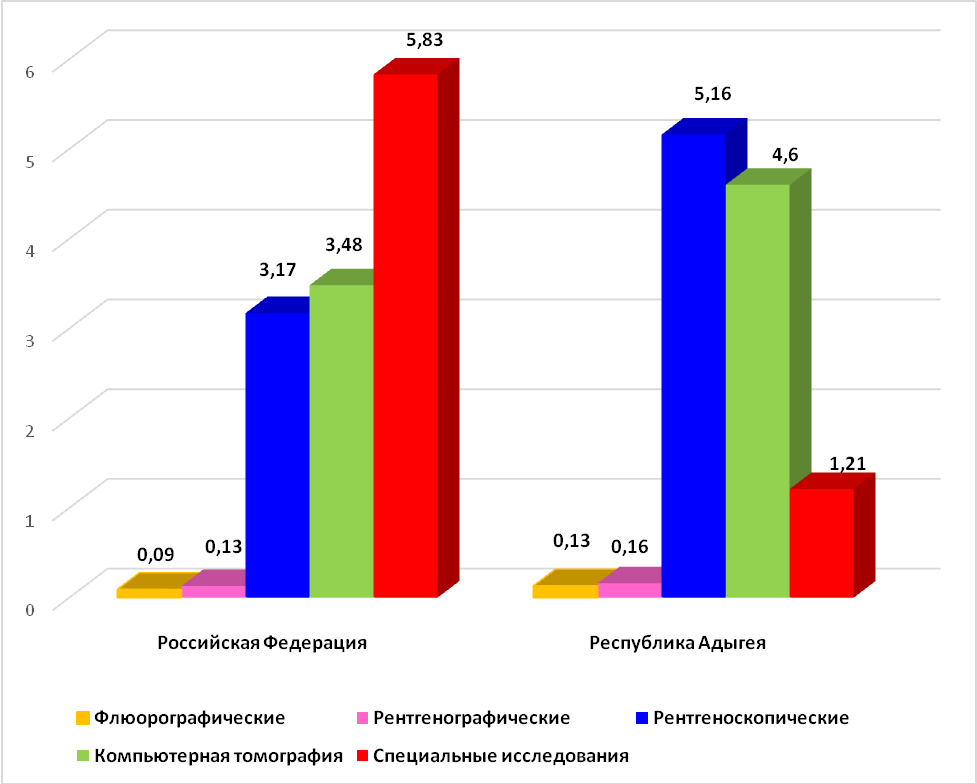 5,83
6
5,16
5
4,6
4
3,48
3,17
3
2
1,21
1
0,09
0,13
0,13
0,16
0
Российская Федерация
Республика Адыгея
Флюорографические
Рентгенографические
Рентгеноскопические
Компьютерная томография
Специальные исследования